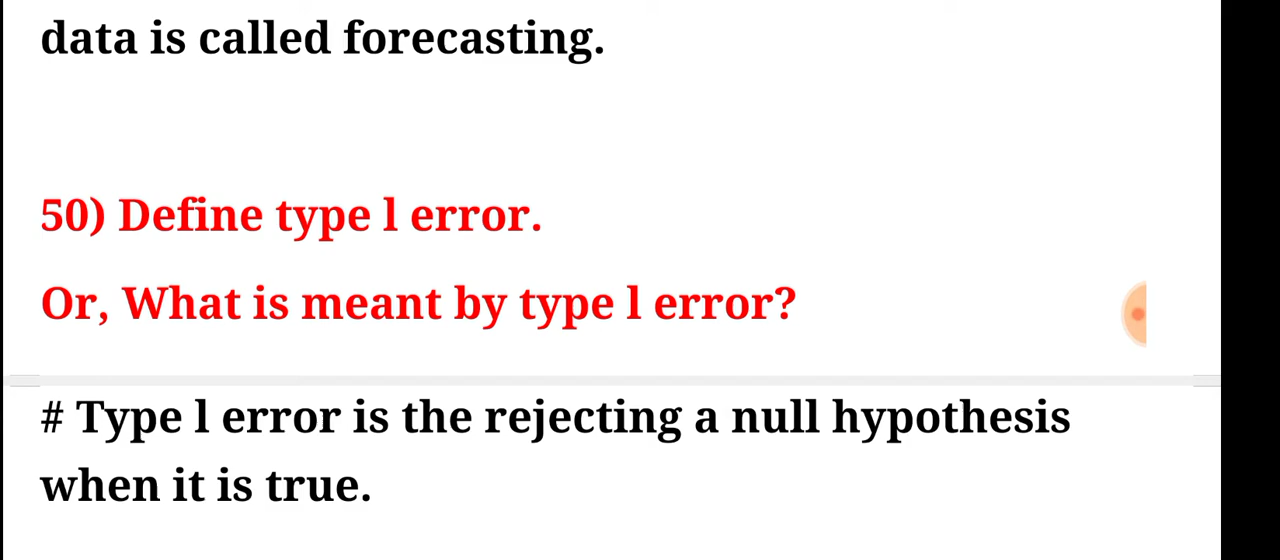 data is called forecasting.
50) Define type l error.
Or, What is meant by type l error?
# Type l error is the rejecting a null hypothesis
when it is true.